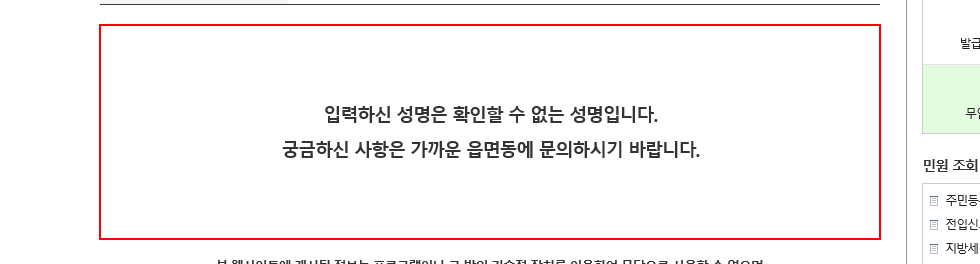 입력하신 성명은 확인할 수 없는 성명입니다.
궁금하신 사항은 가까운 읍면동에 문의하시기 바랍니다.
발급
민원 조회
주민등
전입신
지방세